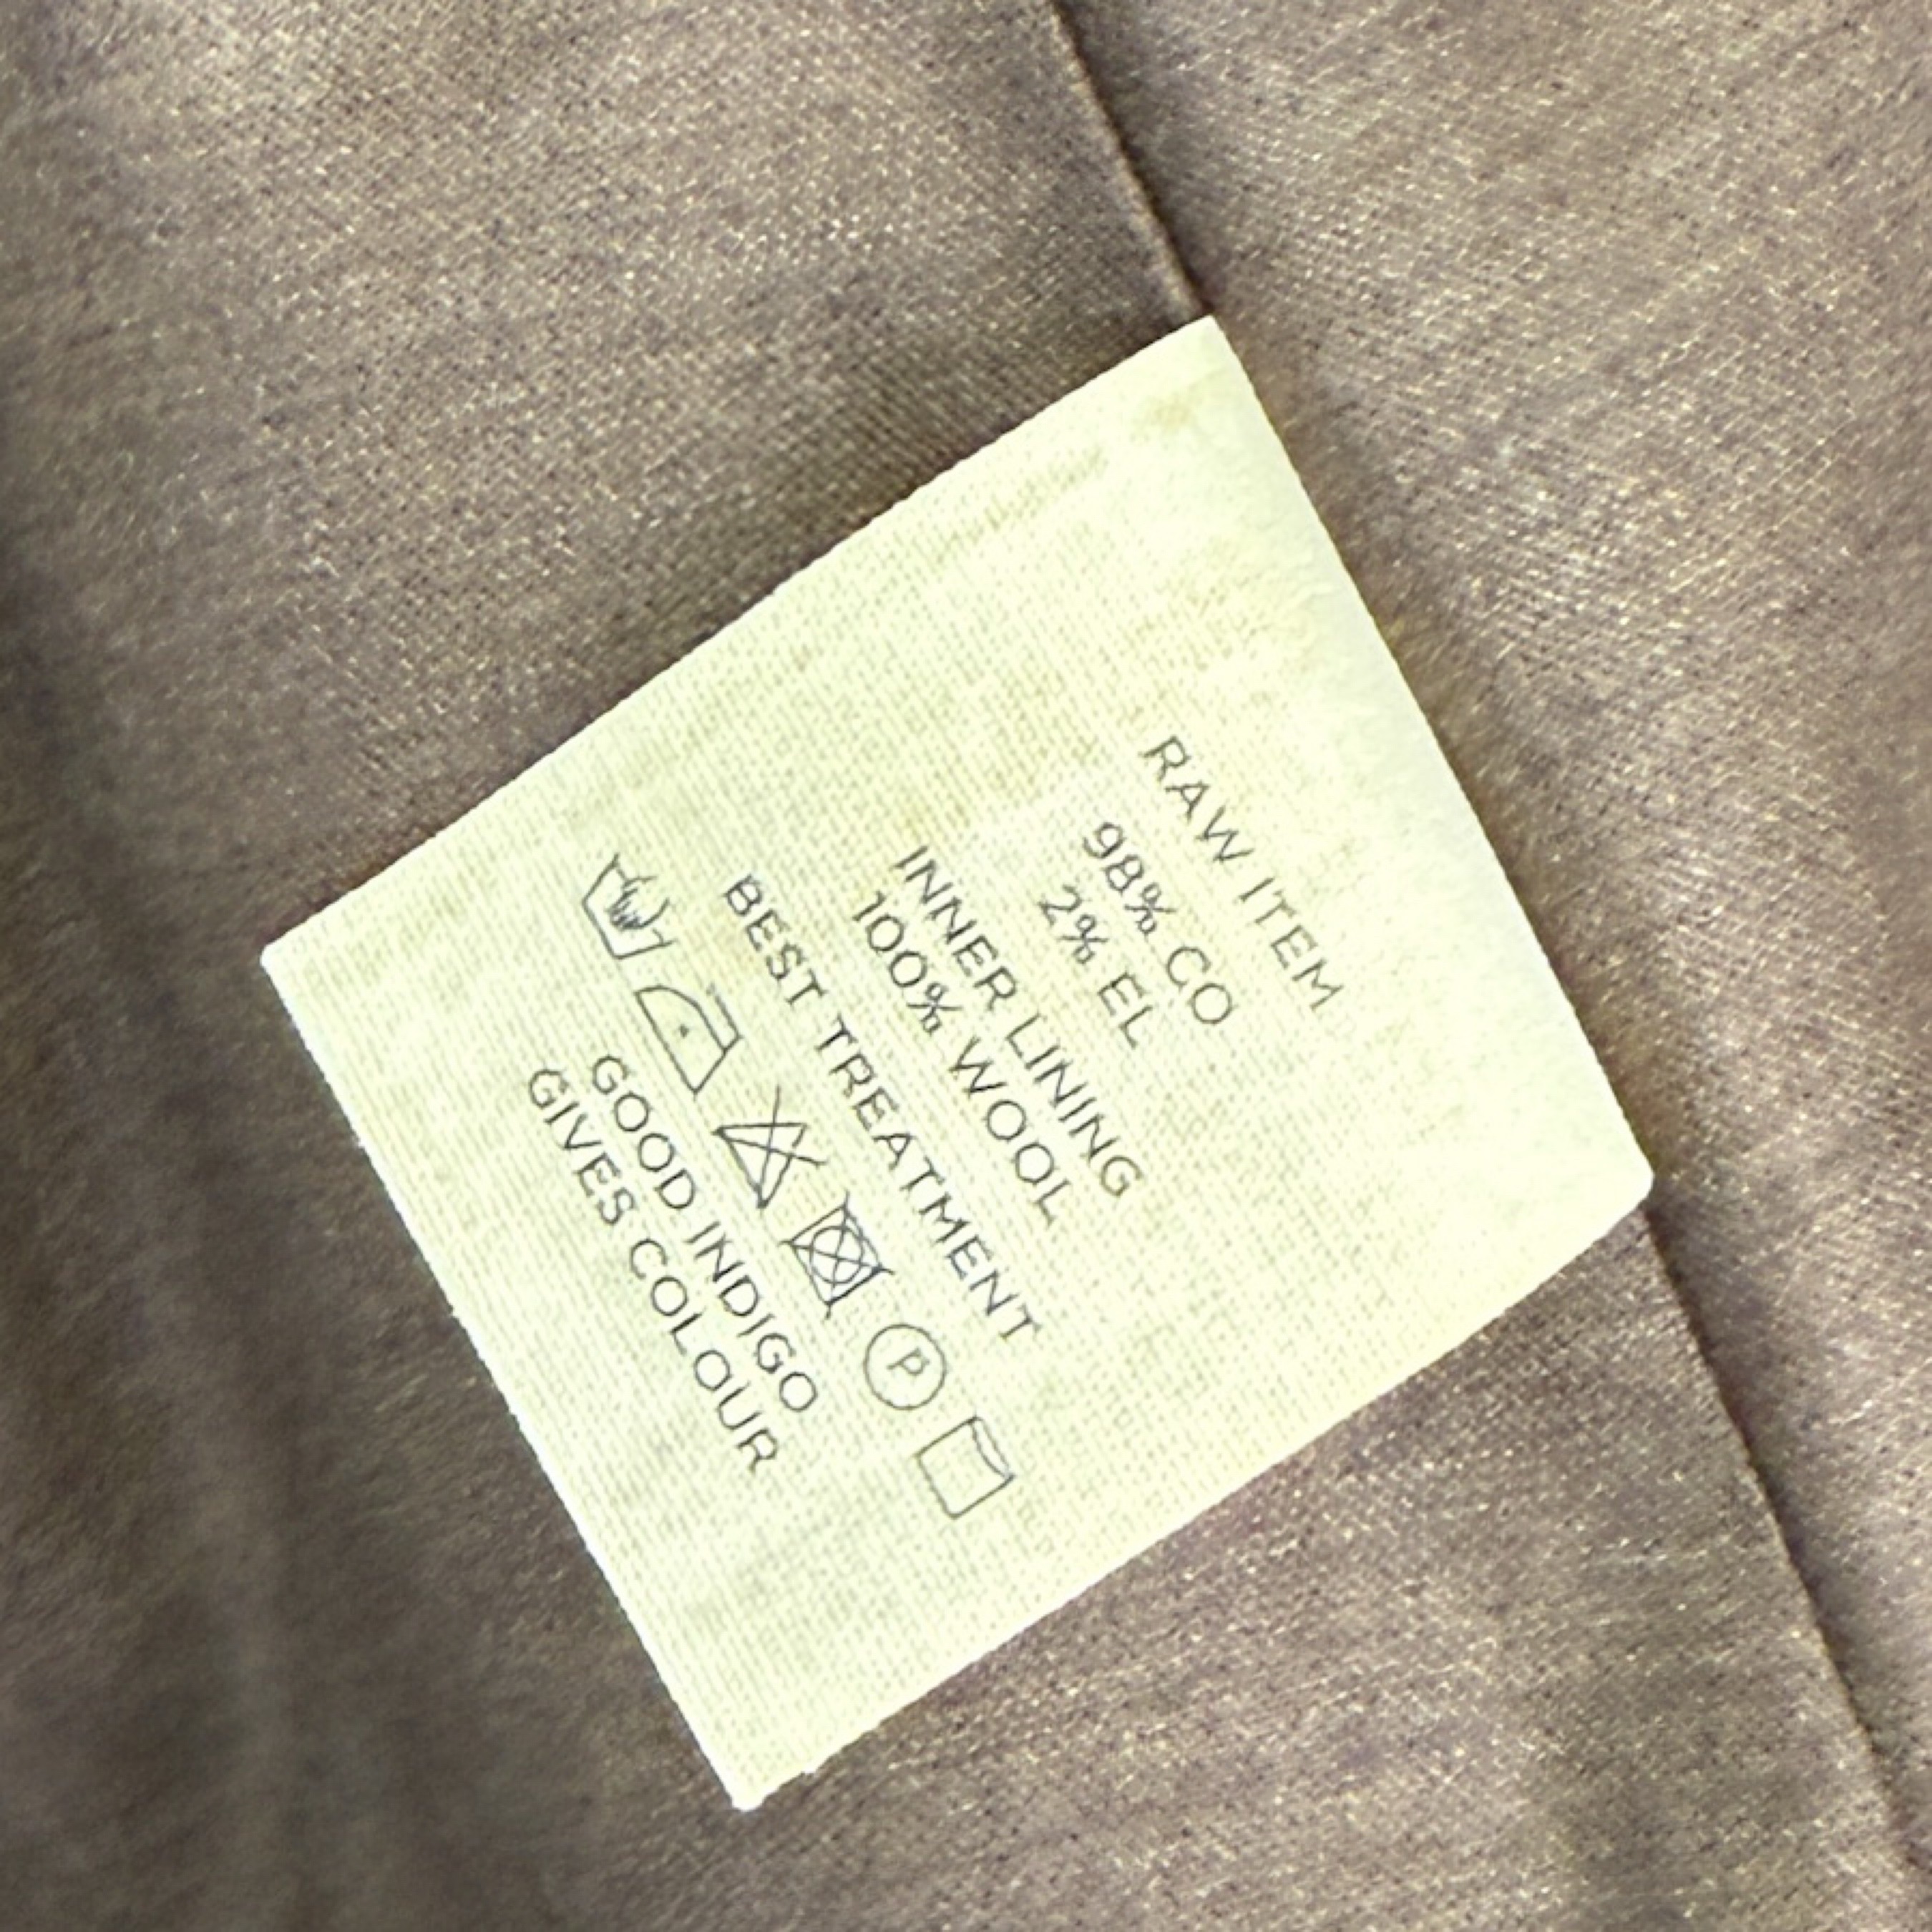 RAW ITEM
98% CO
2% EL
INNER LINING
100% WOOL
BEST TREATMENT
P
GOOD INDIGO
GIVES COLOUR